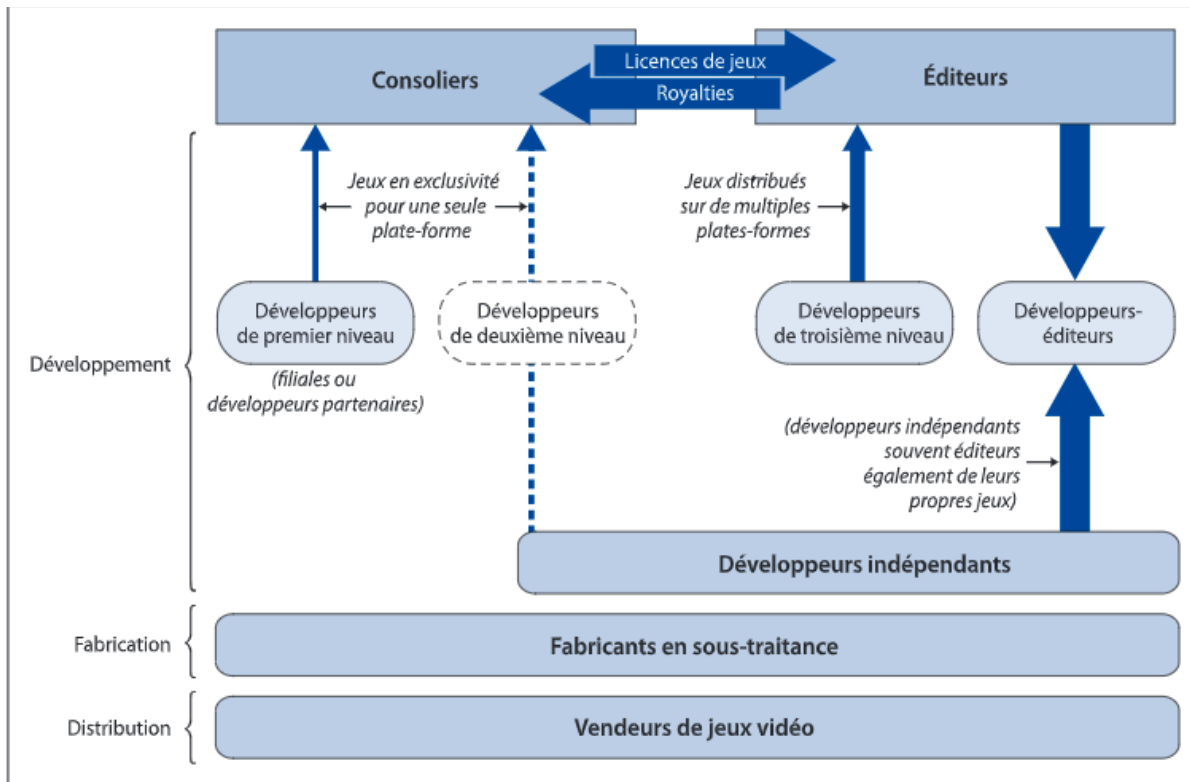 Consoliers
Licences de jeux
Royalties
Éditeurs
Jeux en exclusivité
pour une seule
plate-forme
Jeux distribués
sur de multiples
plates-formes
Développement
Développeurs
de premier niveau
(filiales ou
développeurs partenaires)
Développeurs
de deuxième niveau
Développeurs
de troisième niveau
Développeurs-
éditeurs
(développeurs indépendants
souvent éditeurs
également de leurs
propres jeux)
Développeurs indépendants
Fabrication
Fabricants en sous-traitance
Distribution
Vendeurs de jeux vidéo